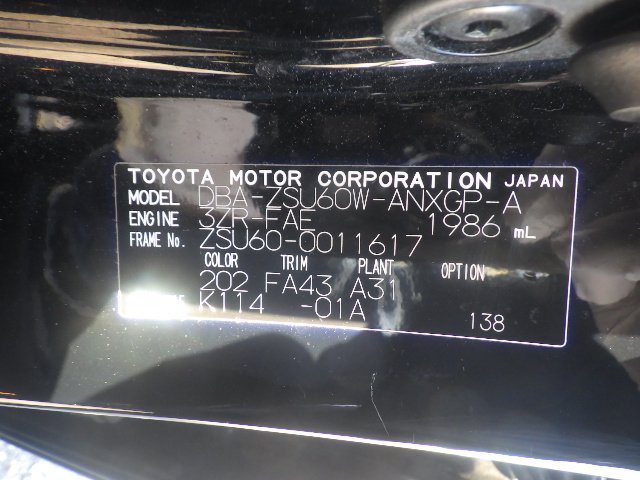 TOYOTA MOTOR CORPORATION JAPAN
MODEL DBA-ZSU60W-ANXGP-A
ENGINE 3ZR-FAE 1986 mL
FRAME No. ZSU60-0011617
COLOR TRIM PLANT OPTION
202 FA43 A31
K114 -01A
138